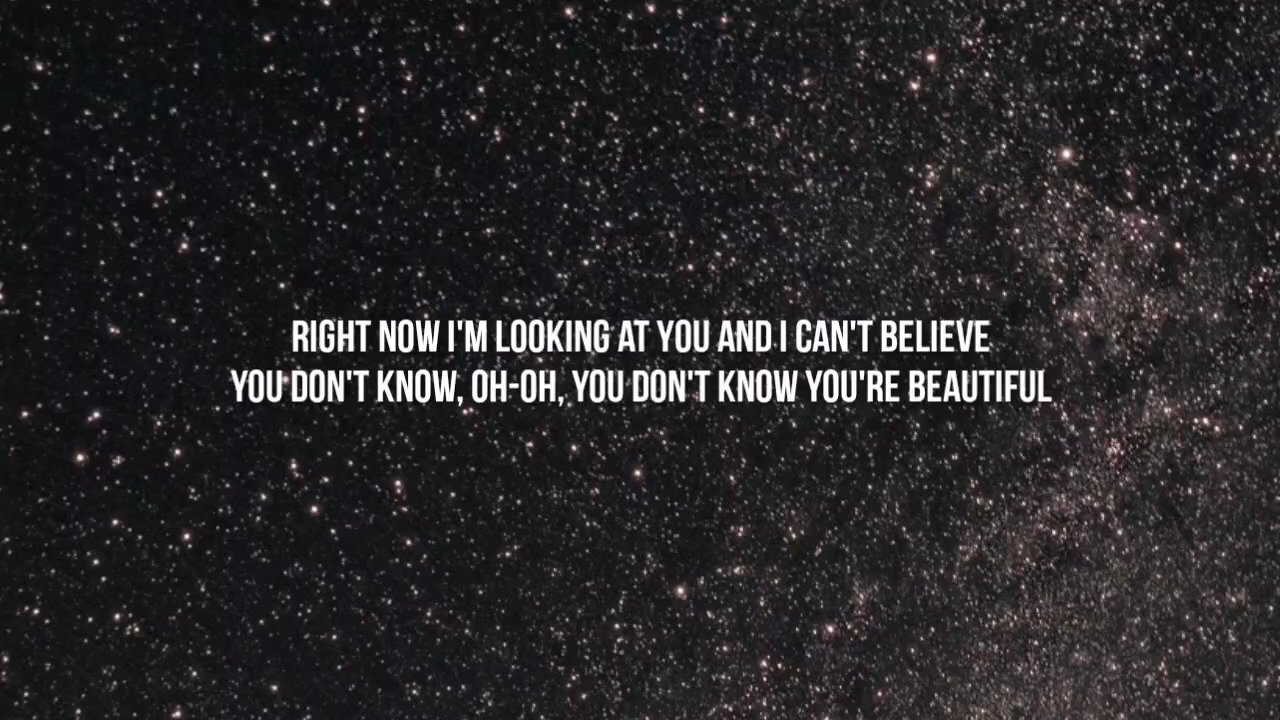 RIGHT NOW I'M LOOKING AT YOU AND I CAN'T BELIEVE
YOU DON'T KNOW, OH-OH, YOU DON'T KNOW YOU'RE BEAUTIFUL